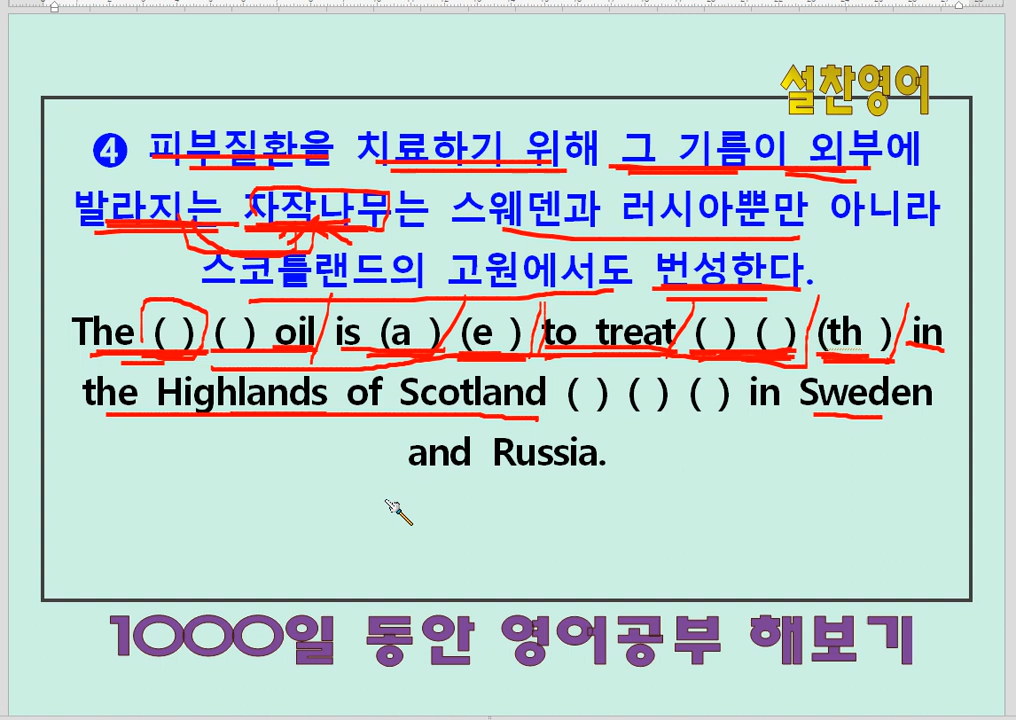 설찬영어
❹ 피부질환을 치료하기 위해 그 기름이 외부에
발라지는 자작나무는 스웨덴과 러시아뿐만 아니라
스코틀랜드의 고원에서도 번성한다.
The ( ) ( ) oil is (a ) (e ) to treat ( ) ( ) (th ) in
the Highlands of Scotland ( ) ( ) ( ) in Sweden
and Russia.
1000일 동안 영어공부 해보기